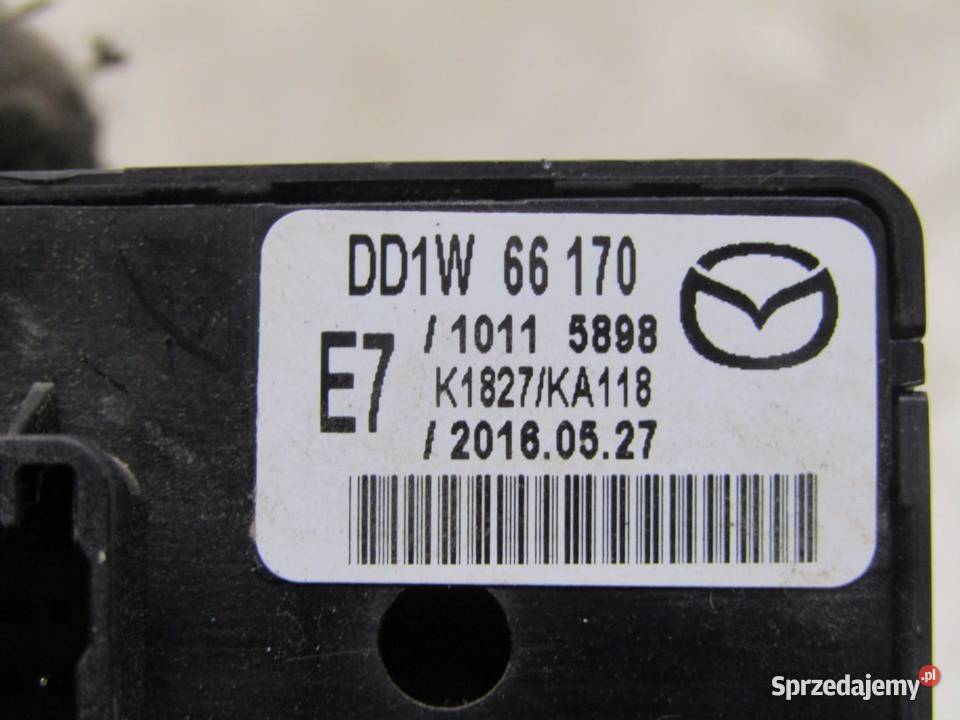 DD1W 66 170
E7
/ 1011 5898
K1827/KA118
/ 2016.05.27
Sprzedajemy.pl